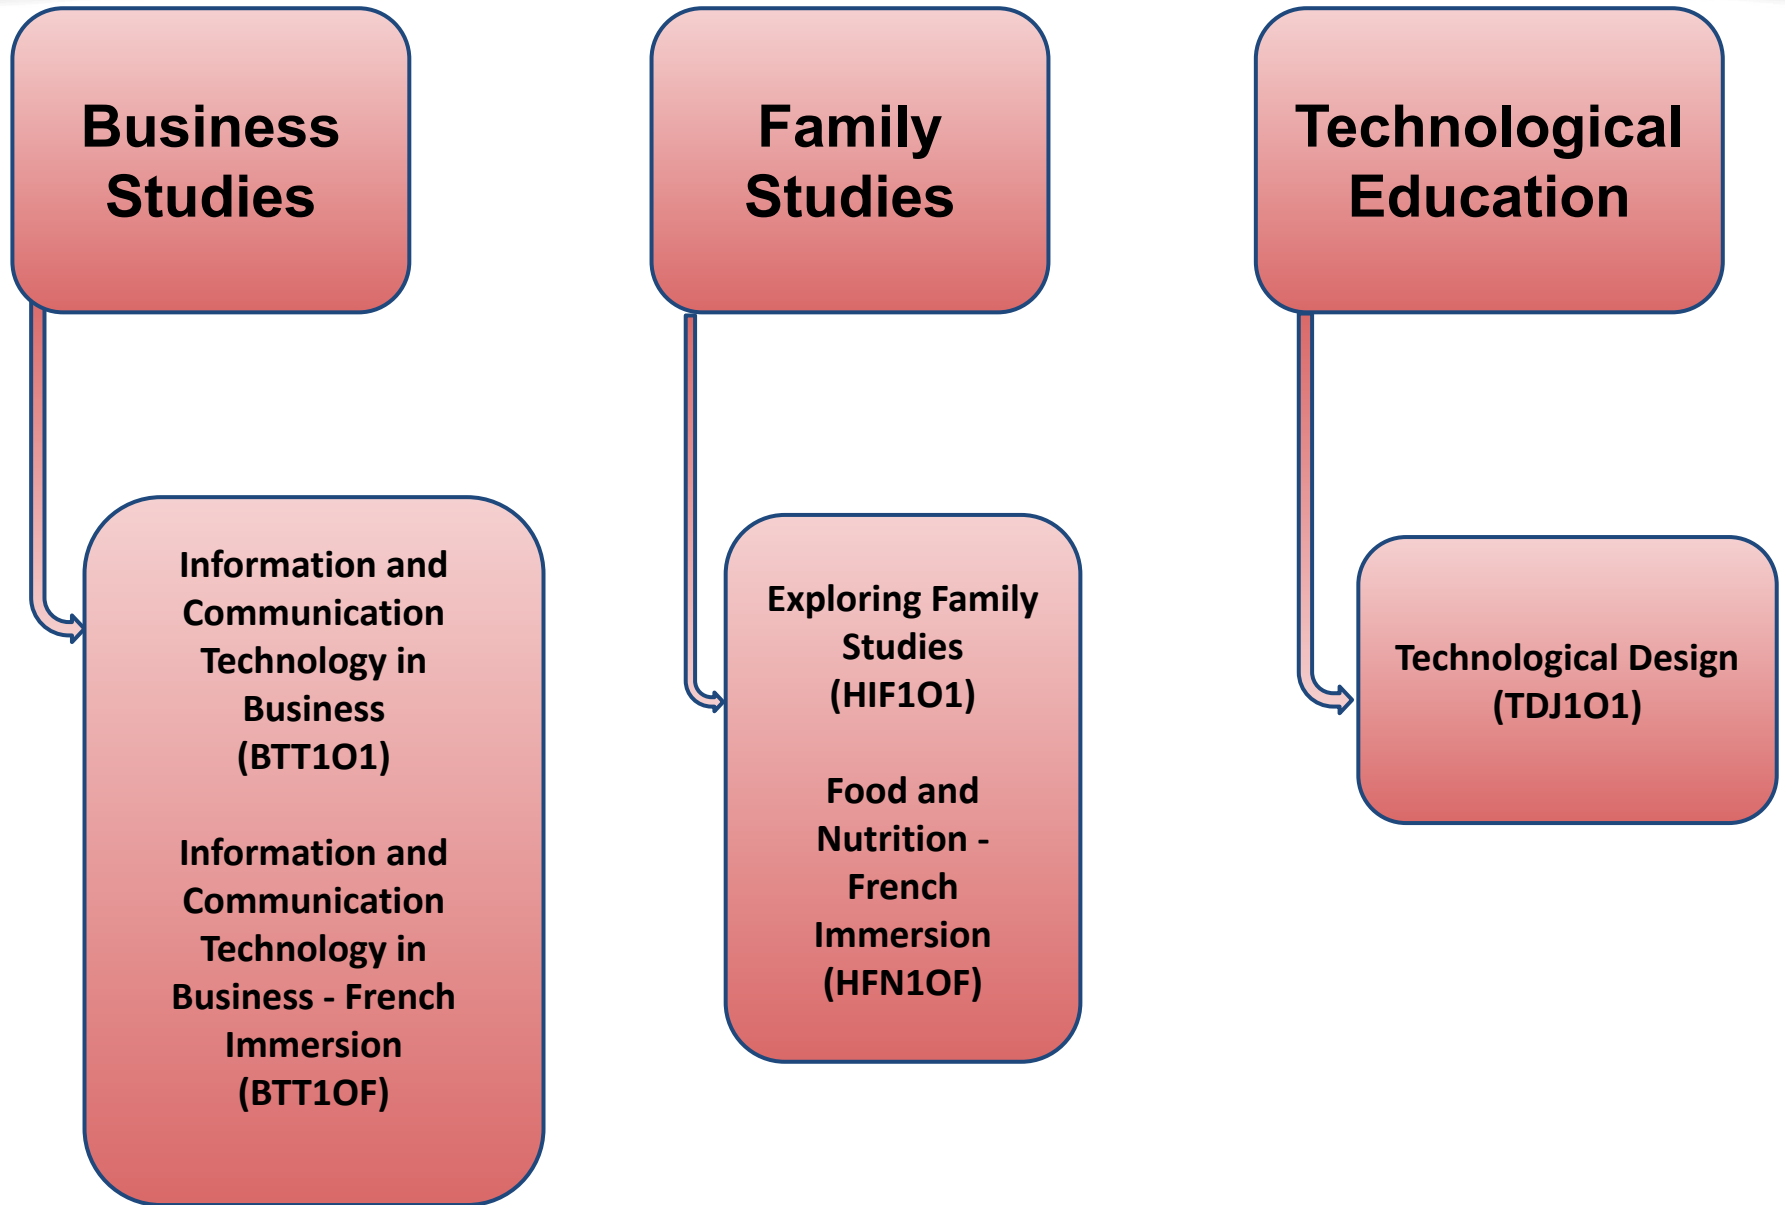 Business
Studies
Family
Studies
Technological
Education
Information and
Communication
Technology in
Business
(BTT1O1)
Information and
Communication
Technology in
Business - French
Immersion
(BTT1OF)
Exploring Family
Studies
(HIF1O1)
Food and
Nutrition -
French
Immersion
(HFN1OF)
Technological Design
(TDJ1O1)